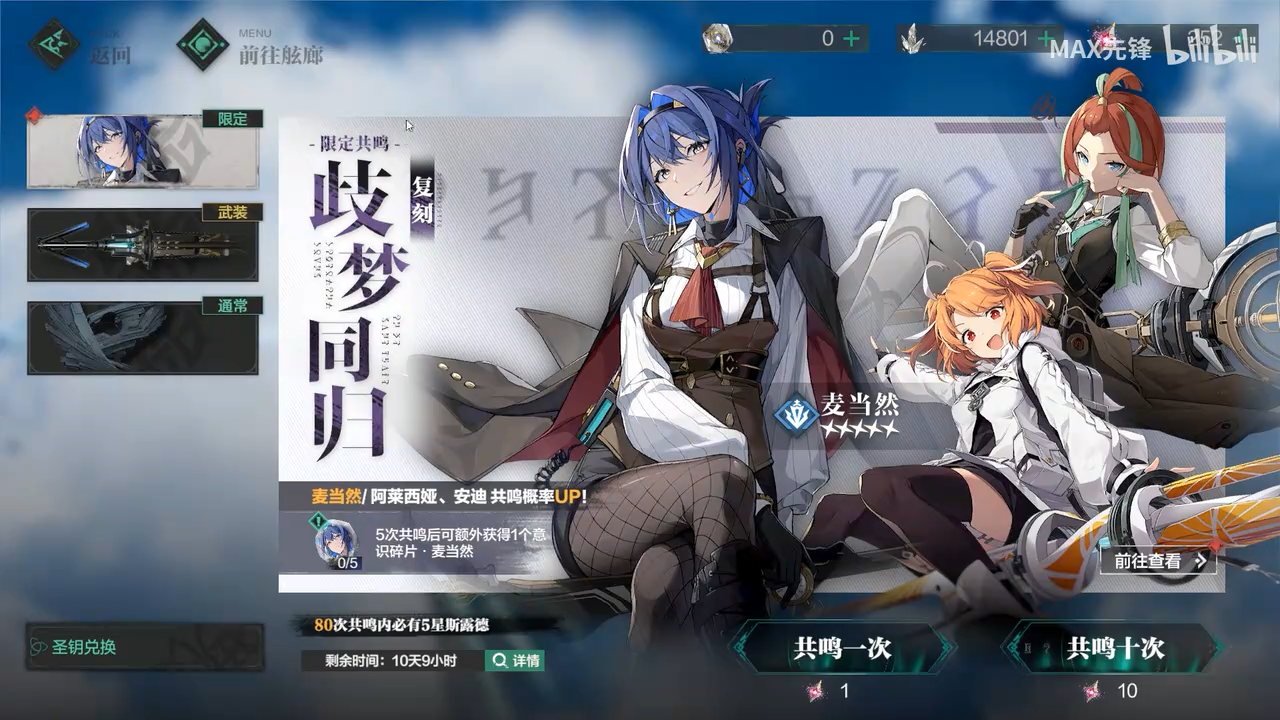 返回
MENU
前往舷廊
0
14801
352
MAX先锋
bilibili
限定
武装
通常
- 限定共鸣 -
歧梦同归
复刻
麦当然
麦当然/ 阿莱西娅、安迪 共鸣概率UP!
5次共鸣后可额外获得1个意
识碎片 · 麦当然
0/5
前往查看
80次共鸣内必有5星斯露德
剩余时间：10天9小时
详情
圣钥兑换
共鸣一次
1
共鸣十次
10